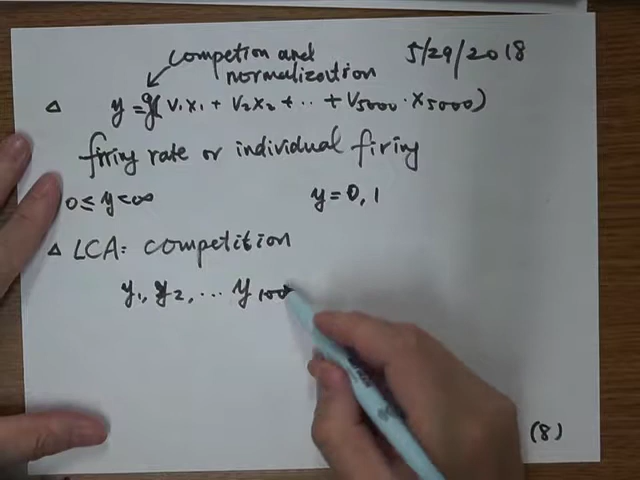 competion and 5/29/2018
normalization
△ y = g( v₁x₁ + v₂x₂ + ·· + v₅₀₀₀ · x₅₀₀₀)
firing rate or individual firing
0 ≤ y < ∞ y = 0, 1
△ LCA: competition
y₁, y₂, ... y₁₀₀
(8)